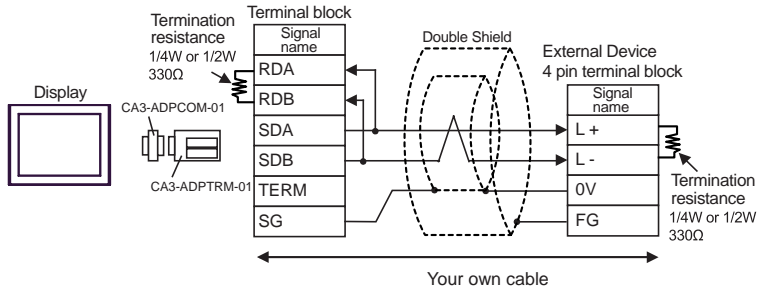 Termination
resistance
1/4W or 1/2W
330Ω
Terminal block
Signal
name
RDA
RDB
SDA
SDB
TERM
SG
Display
CA3-ADPCOM-01
CA3-ADPTRM-01
Double Shield
External Device
4 pin terminal block
Signal
name
L +
L -
0V
FG
Termination
resistance
1/4W or 1/2W
330Ω
Your own cable